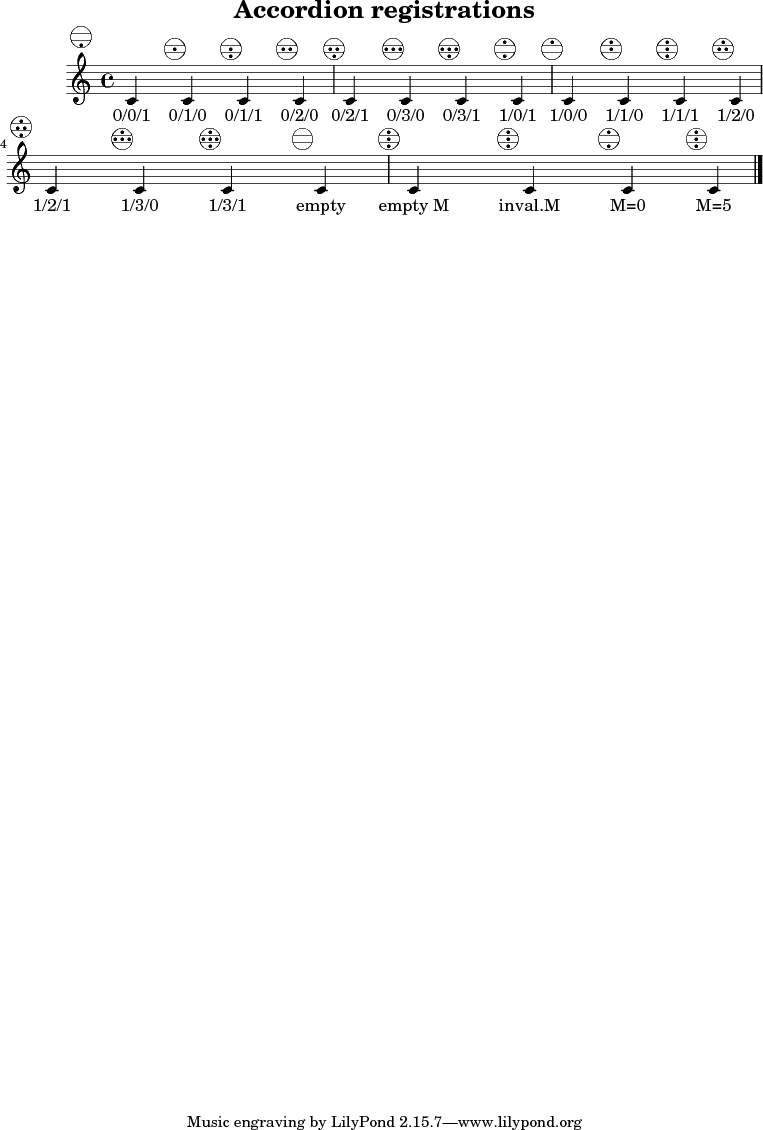 Accordion registrations
0/0/1 0/1/0 0/1/1 0/2/0 0/2/1 0/3/0 0/3/1 1/0/1 1/0/0 1/1/0 1/1/1 1/2/0
4
1/2/1 1/3/0 1/3/1 empty empty M inval.M M=0 M=5
Music engraving by LilyPond 2.15.7—www.lilypond.org